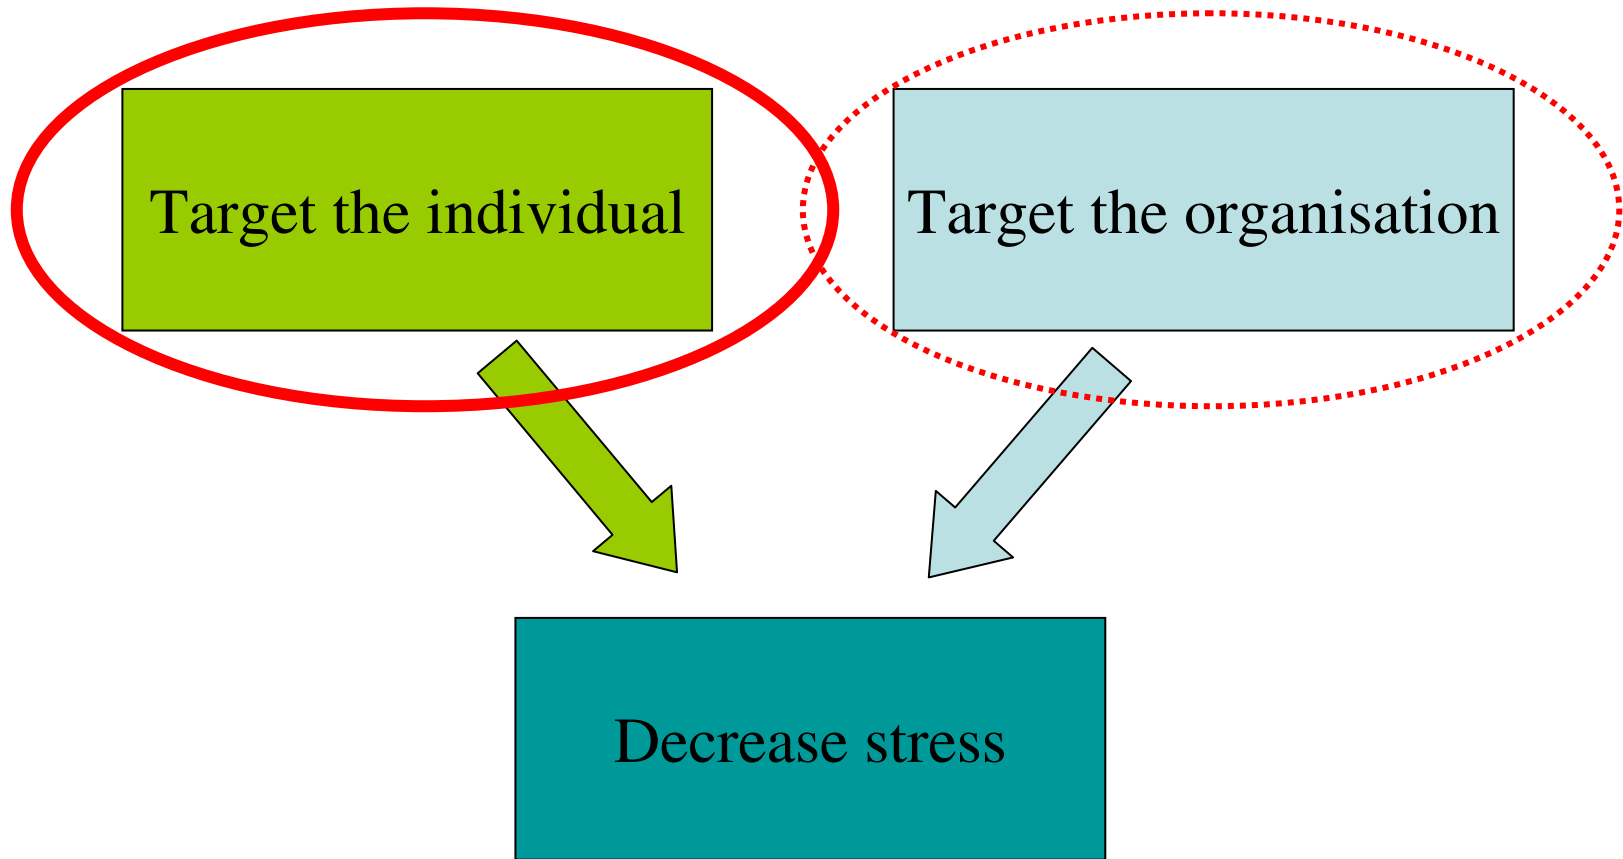 Target the individual
Target the organisation
Decrease stress